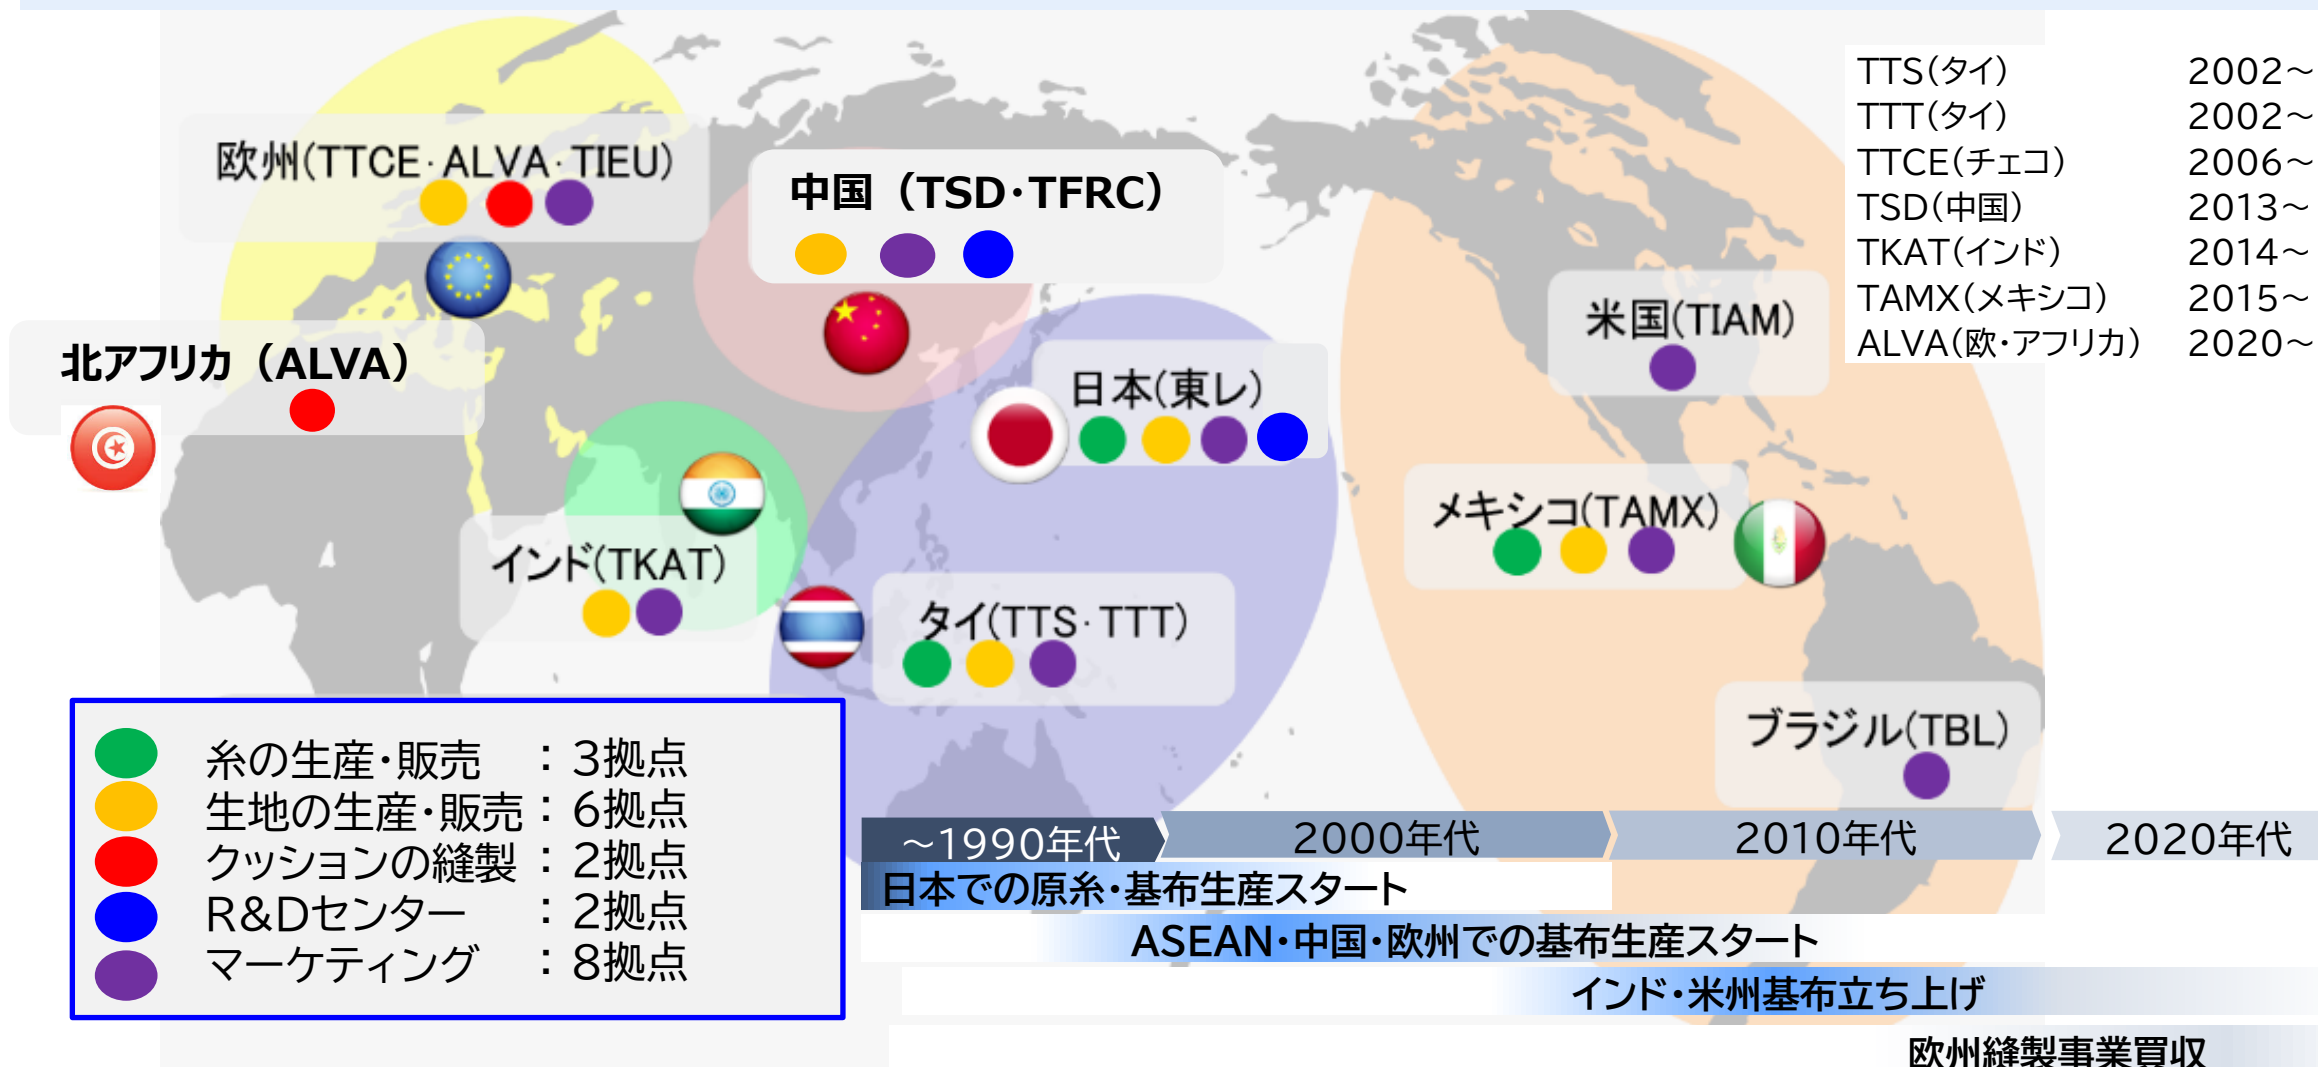 欧州(TTCE・ALVA・TIEU)
中国（TSD・TFRC）
北アフリカ（ALVA）
日本(東レ)
米国(TIAM)
メキシコ(TAMX)
インド(TKAT)
タイ(TTS・TTT)
ブラジル(TBL)
TTS(タイ) 2002～
TTT(タイ) 2002～
TTCE(チェコ) 2006～
TSD(中国) 2013～
TKAT(インド) 2014～
TAMX(メキシコ) 2015～
ALVA(欧・アフリカ) 2020～
糸の生産・販売 ：3拠点
生地の生産・販売：6拠点
クッションの縫製：2拠点
R&Dセンター ：2拠点
マーケティング ：8拠点
～1990年代 2000年代 2010年代 2020年代
日本での原糸・基布生産スタート
ASEAN・中国・欧州での基布生産スタート
インド・米州基布立ち上げ
欧州縫製事業買収